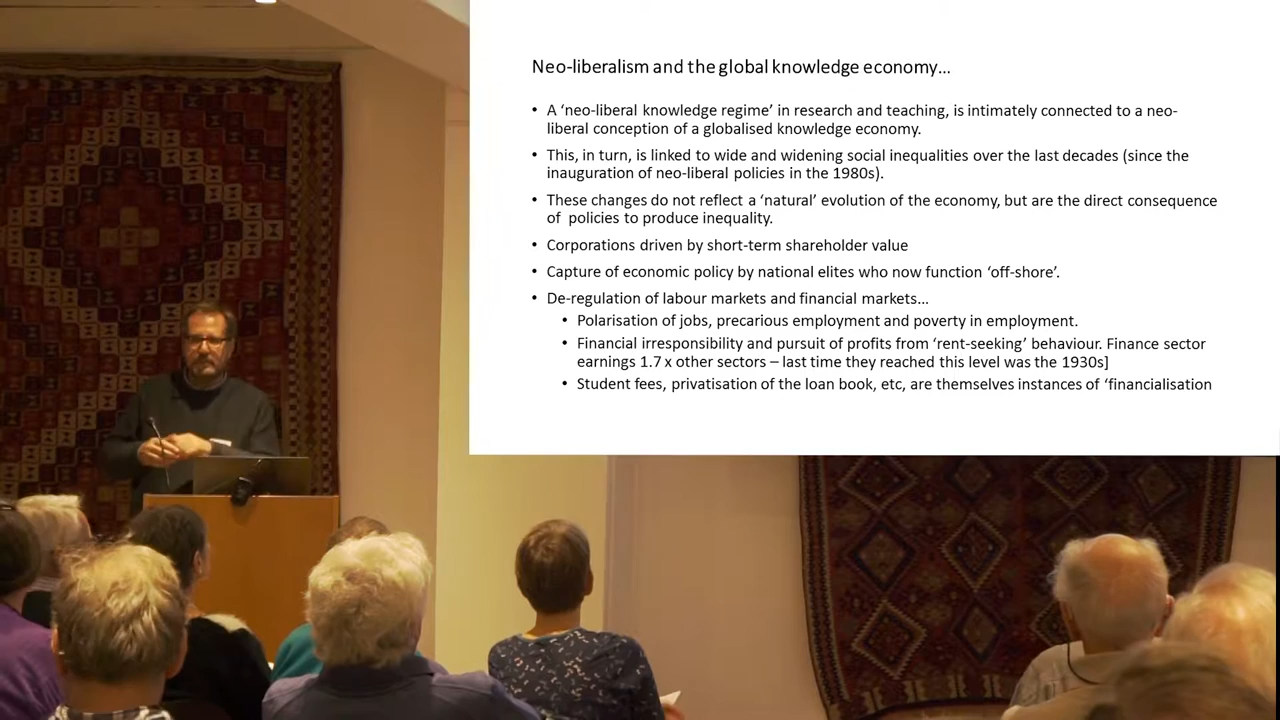 Neo-liberalism and the global knowledge economy...
• A ‘neo-liberal knowledge regime’ in research and teaching, is intimately connected to a neo-
liberal conception of a globalised knowledge economy.
• This, in turn, is linked to wide and widening social inequalities over the last decades (since the
inauguration of neo-liberal policies in the 1980s).
• These changes do not reflect a ‘natural’ evolution of the economy, but are the direct consequence
of policies to produce inequality.
• Corporations driven by short-term shareholder value
• Capture of economic policy by national elites who now function ‘off-shore’.
• De-regulation of labour markets and financial markets...
• Polarisation of jobs, precarious employment and poverty in employment.
• Financial irresponsibility and pursuit of profits from ‘rent-seeking’ behaviour. Finance sector
earnings 1.7 x other sectors – last time they reached this level was the 1930s]
• Student fees, privatisation of the loan book, etc, are themselves instances of ‘financialisation